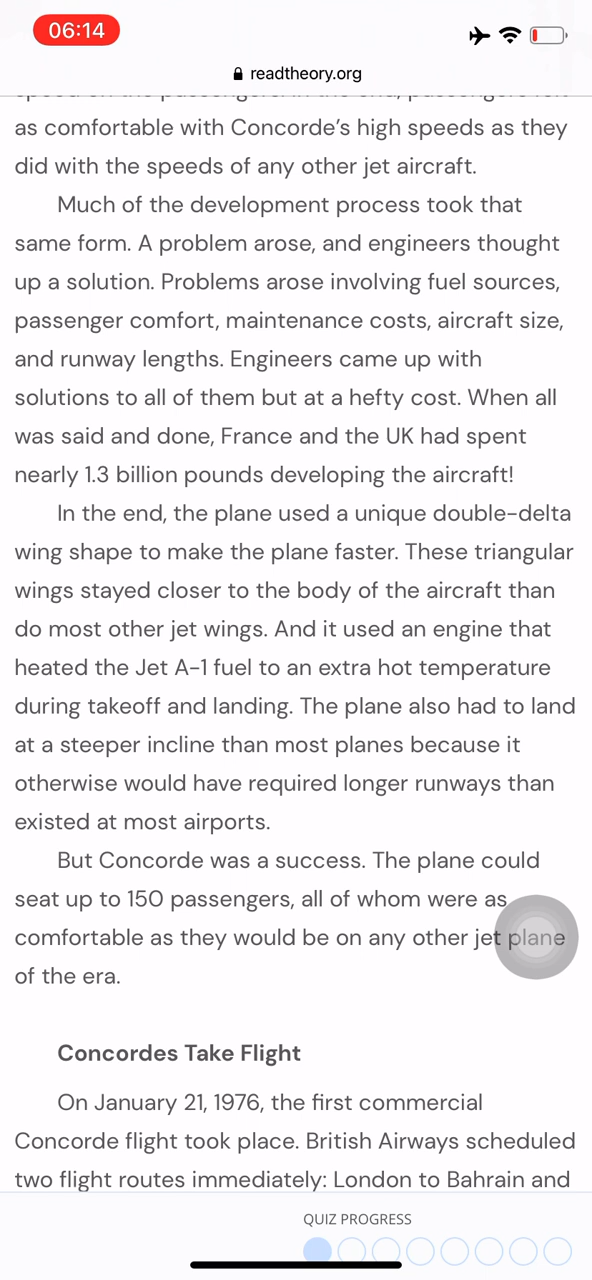 06:14
readtheory.org
as comfortable with Concorde’s high speeds as they
did with the speeds of any other jet aircraft.
Much of the development process took that
same form. A problem arose, and engineers thought
up a solution. Problems arose involving fuel sources,
passenger comfort, maintenance costs, aircraft size,
and runway lengths. Engineers came up with
solutions to all of them but at a hefty cost. When all
was said and done, France and the UK had spent
nearly 1.3 billion pounds developing the aircraft!
In the end, the plane used a unique double-delta
wing shape to make the plane faster. These triangular
wings stayed closer to the body of the aircraft than
do most other jet wings. And it used an engine that
heated the Jet A-1 fuel to an extra hot temperature
during takeoff and landing. The plane also had to land
at a steeper incline than most planes because it
otherwise would have required longer runways than
existed at most airports.
But Concorde was a success. The plane could
seat up to 150 passengers, all of whom were as
comfortable as they would be on any other jet plane
of the era.
Concordes Take Flight
On January 21, 1976, the first commercial
Concorde flight took place. British Airways scheduled
two flight routes immediately: London to Bahrain and
QUIZ PROGRESS